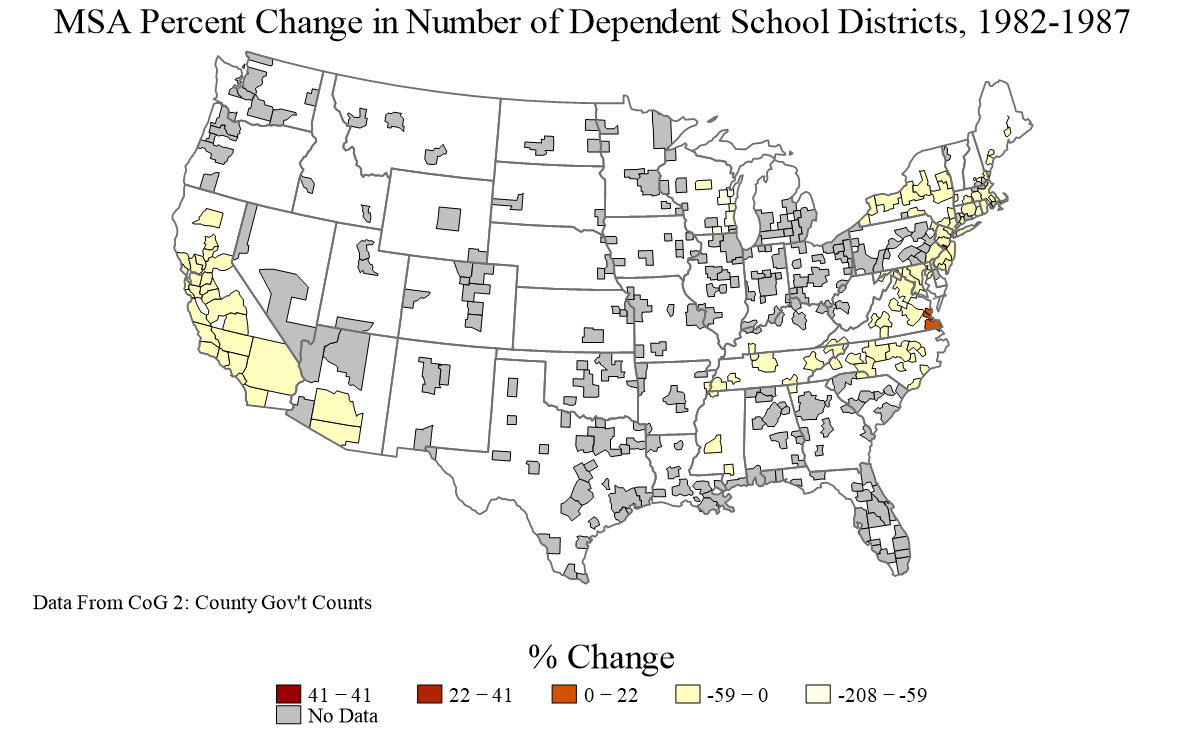 MSA Percent Change in Number of Dependent School Districts, 1982-1987
Data From CoG 2: County Gov't Counts
% Change
41 − 41 22 − 41 0 − 22 -59 − 0 -208 − -59
No Data